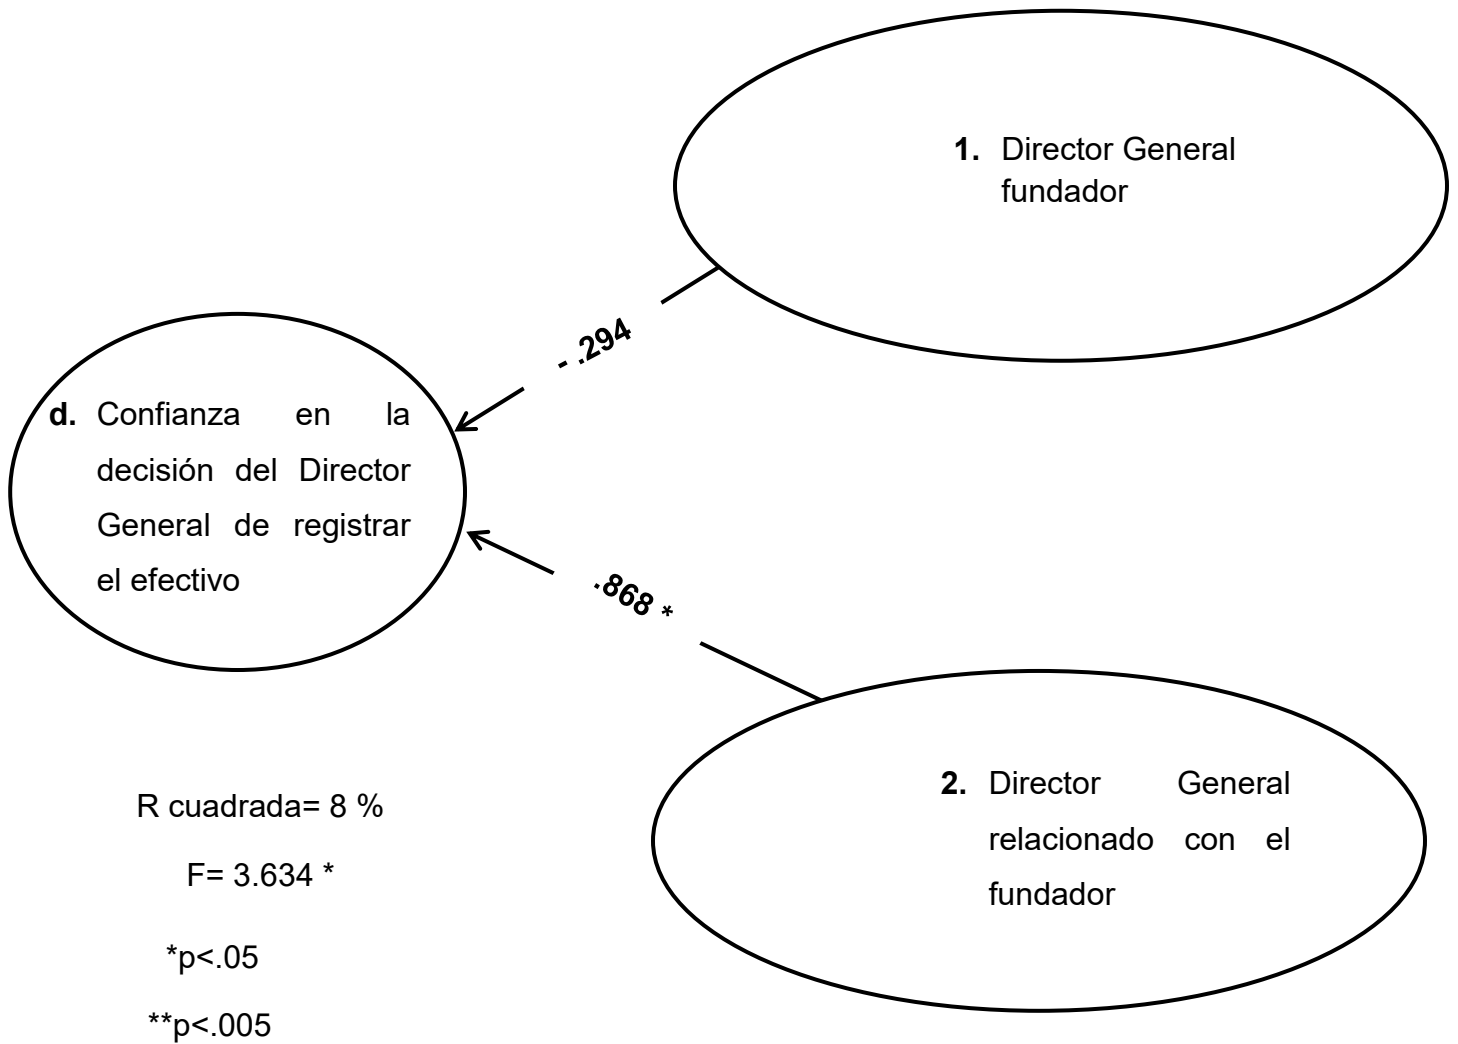 1. Director General
fundador
- .294
d. Confianza en la
decisión del Director
General de registrar
el efectivo
.868 *
2. Director General
relacionado con el
fundador
R cuadrada= 8 %
F= 3.634 *
*p<.05
**p<.005